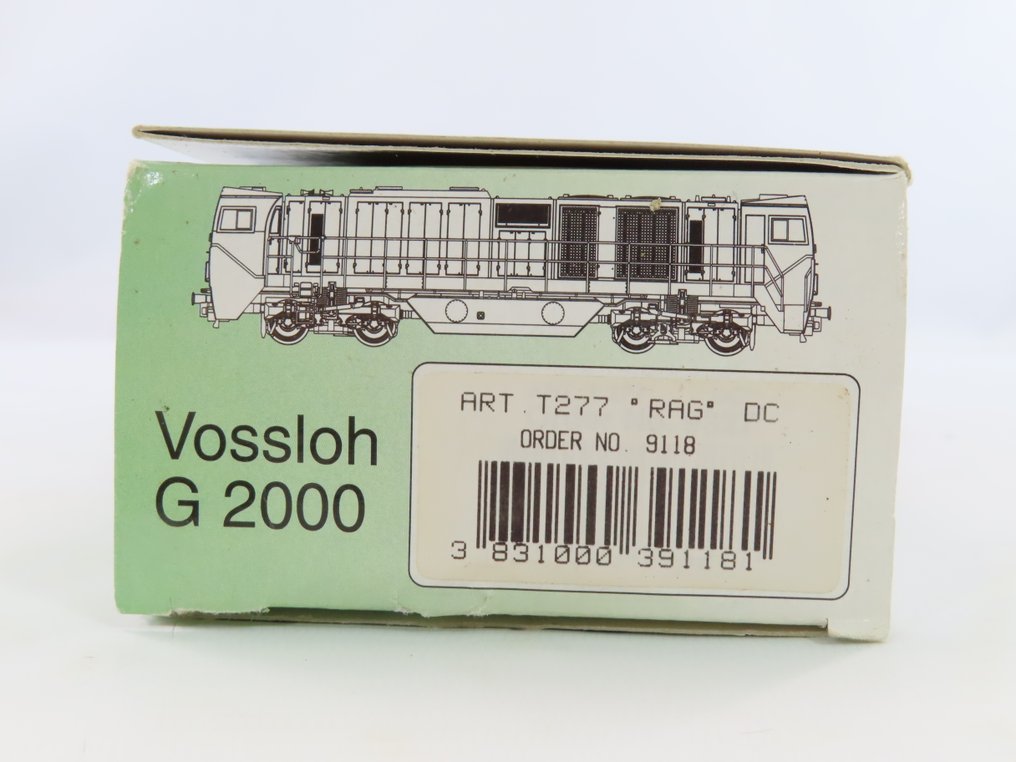 Vossloh
G 2000
ART. T277 "RAG" DC
ORDER NO. 9118
3 831000 391181